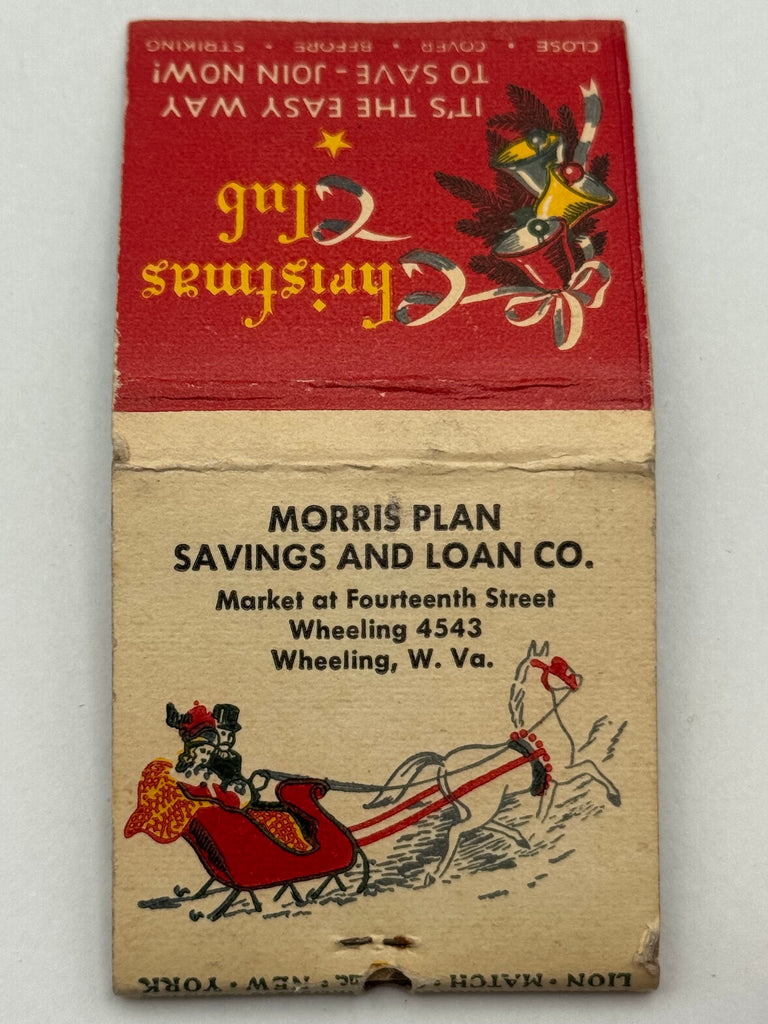 CLOSE • COVER • BEFORE • STRIKING
IT'S THE EASY WAY
TO SAVE - JOIN NOW!
Christmas
Club
MORRIS PLAN
SAVINGS AND LOAN CO.
Market at Fourteenth Street
Wheeling 4543
Wheeling, W. Va.
LION • MATCH • INC. • NEW • YORK